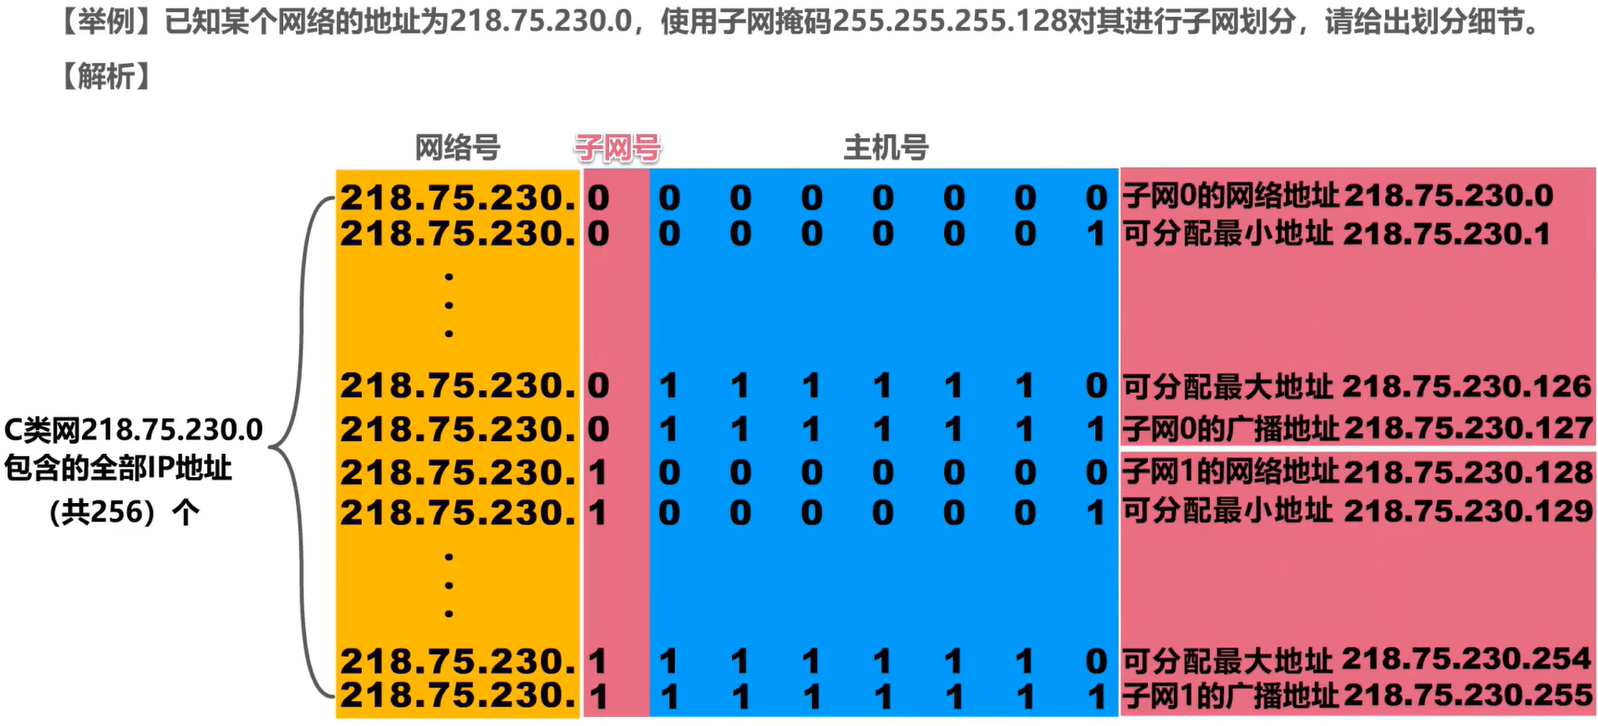 【举例】已知某个网络的地址为218.75.230.0，使用子网掩码255.255.255.128对其进行子网划分，请给出划分细节。
【解析】
网络号 子网号 主机号
218.75.230. 0 0 0 0 0 0 0 0 子网0的网络地址 218.75.230.0
218.75.230. 0 0 0 0 0 0 0 1 可分配最小地址 218.75.230.1
218.75.230. 0 1 1 1 1 1 1 0 可分配最大地址 218.75.230.126
218.75.230. 0 1 1 1 1 1 1 1 子网0的广播地址 218.75.230.127
C类网218.75.230.0
包含的全部IP地址
（共256）个
218.75.230. 1 0 0 0 0 0 0 0 子网1的网络地址 218.75.230.128
218.75.230. 1 0 0 0 0 0 0 1 可分配最小地址 218.75.230.129
218.75.230. 1 1 1 1 1 1 1 0 可分配最大地址 218.75.230.254
218.75.230. 1 1 1 1 1 1 1 1 子网1的广播地址 218.75.230.255